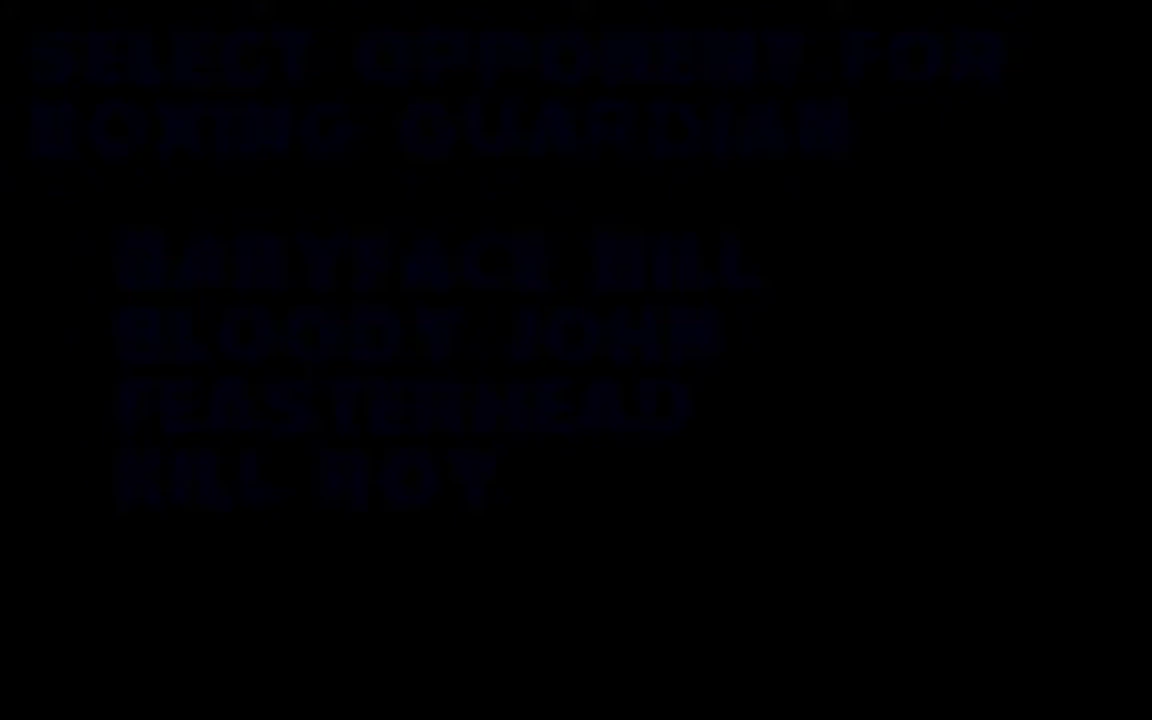 SELECT OPPONENT FOR
BOXING GUARDIAN
BABYFACE BILL
BLOODY JOHN
FEASTERHEAD
KILL ROY